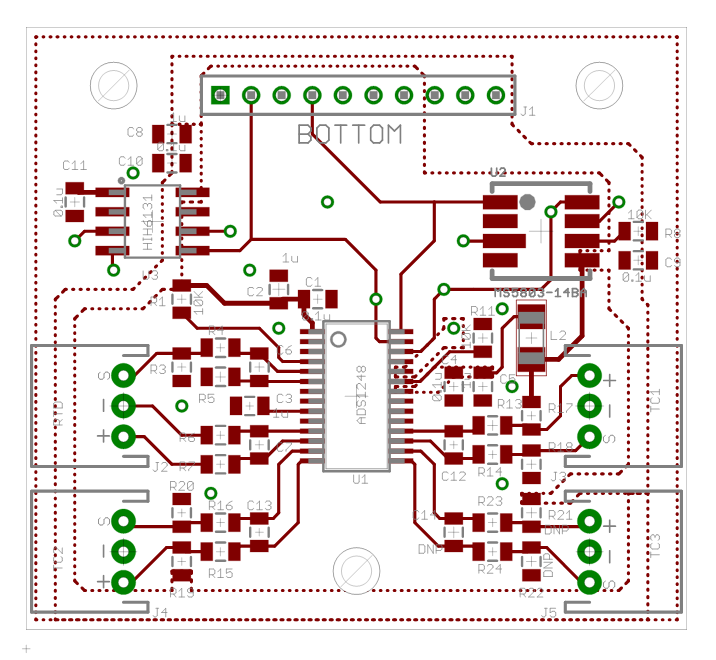 J1
BOTTOM
C8
1u
0.1u
C10
C11
0.1u
HIH6131
U3
U2
10K
R8
C9
0.1u
MS5803-14BA
1u
C2
C1
0.1u
R1
10K
R11
10K
L2
R4
C6
R3
R5
C3
1u
ADS1248
U1
C4
0.1u
C5
R13
R17
RTD
S
-
+
J2
R6
R7
C7
R18
R14
C12
J3
TC1
+
-
S
R20
R16
C13
R15
R19
TC2
S
-
+
J4
C14
DNP
R23
R21
DNP
R24
R22
DNP
TC3
+
-
S
J5